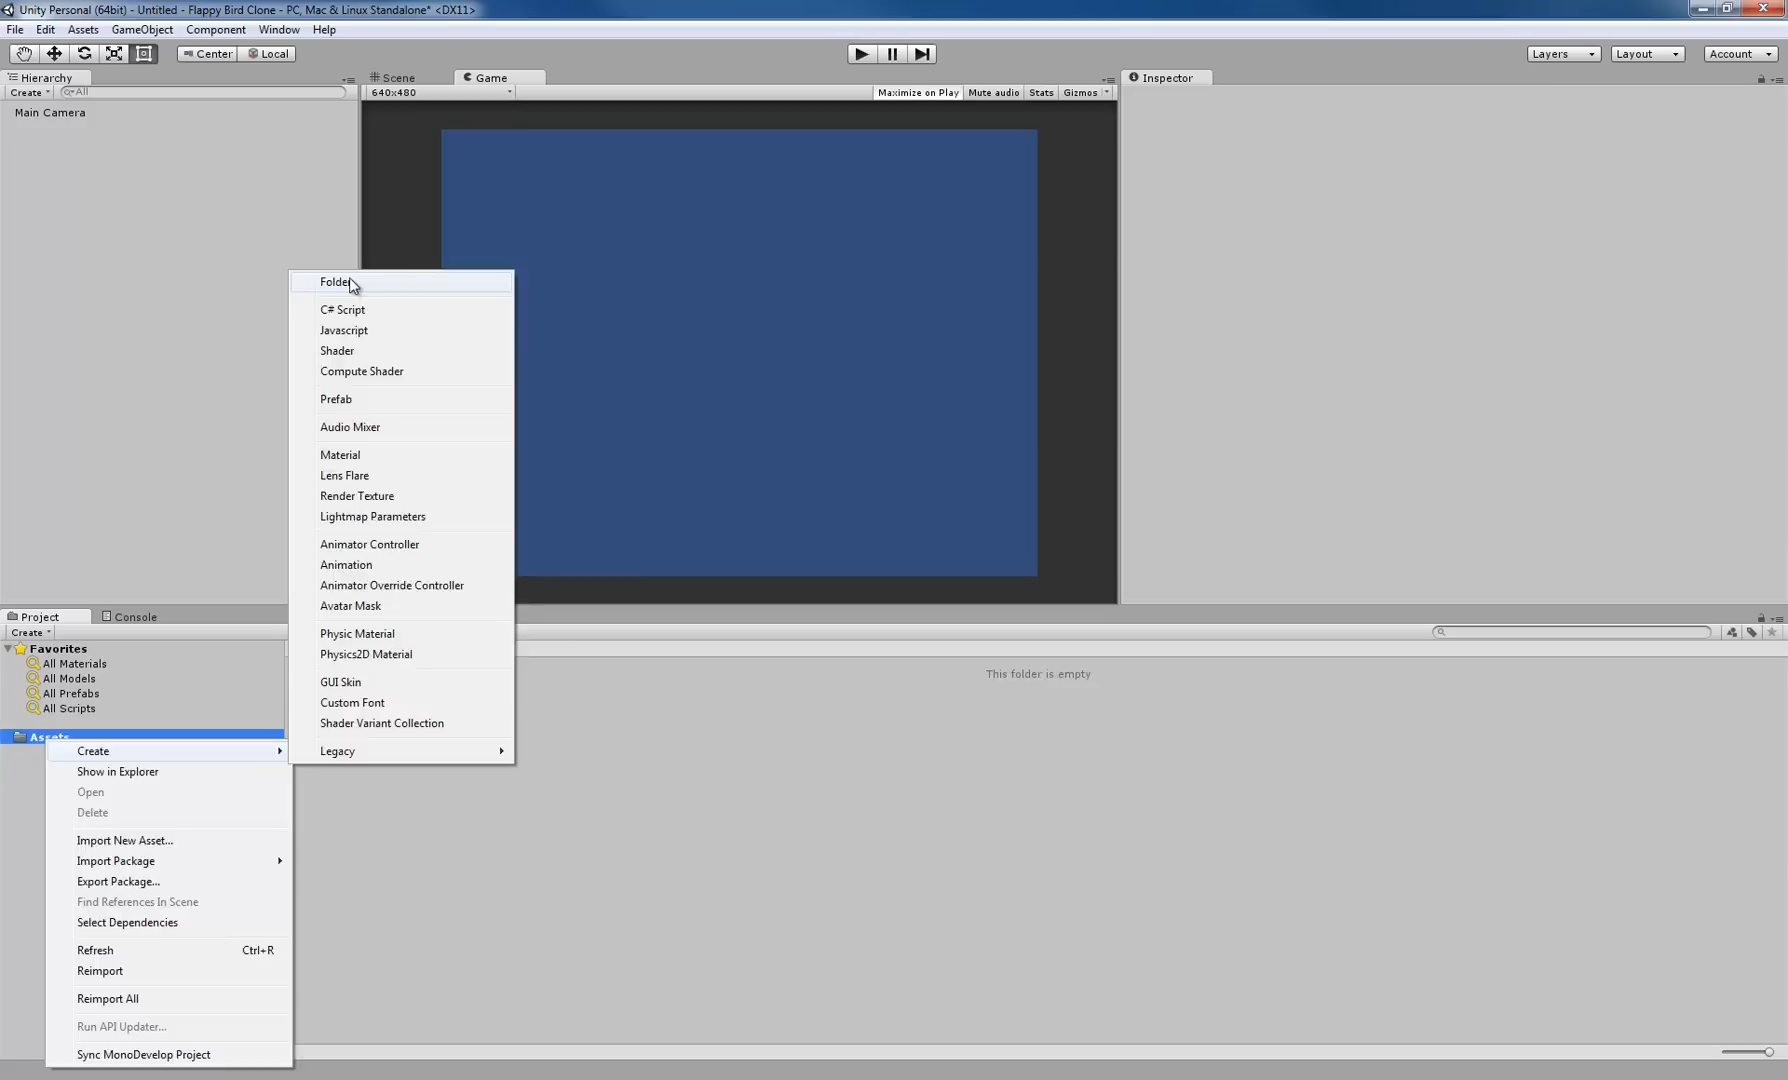 Unity Personal (64bit) - Untitled - Flappy Bird Clone - PC, Mac & Linux Standalone* <DX11>
File Edit Assets GameObject Component Window Help
Center Local Layers Layout Account
Hierarchy Scene Game Inspector
Create All 640x480 Maximize on Play Mute audio Stats Gizmos
Main Camera
Folder
C# Script
Javascript
Shader
Compute Shader
Prefab
Audio Mixer
Material
Lens Flare
Render Texture
Lightmap Parameters
Animator Controller
Animation
Animator Override Controller
Avatar Mask
Physic Material
Physics2D Material
GUI Skin
Custom Font
Shader Variant Collection
Legacy
Project Console
Create
Favorites
All Materials
All Models
All Prefabs
All Scripts
This folder is empty
Assets
Create
Show in Explorer
Open
Delete
Import New Asset...
Import Package
Export Package...
Find References In Scene
Select Dependencies
Refresh Ctrl+R
Reimport
Reimport All
Run API Updater...
Sync MonoDevelop Project